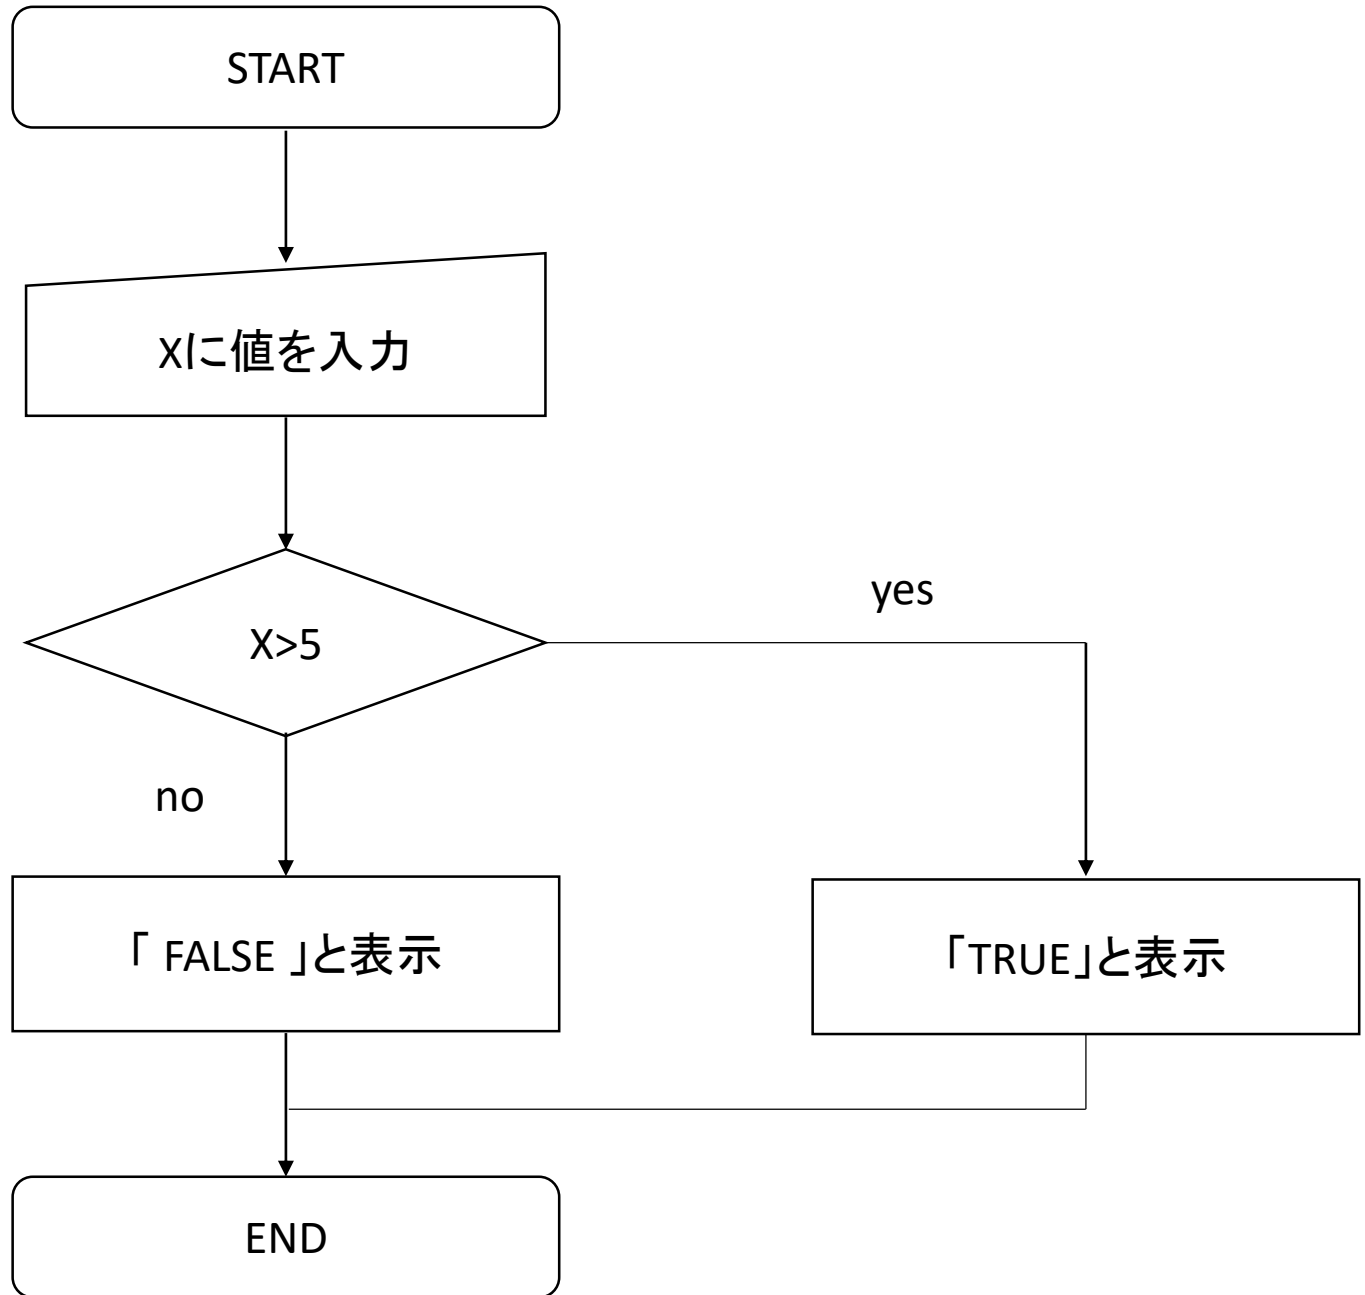 START
Xに値を入力
X>5
yes
no
「 FALSE 」と表示
「TRUE」と表示
END